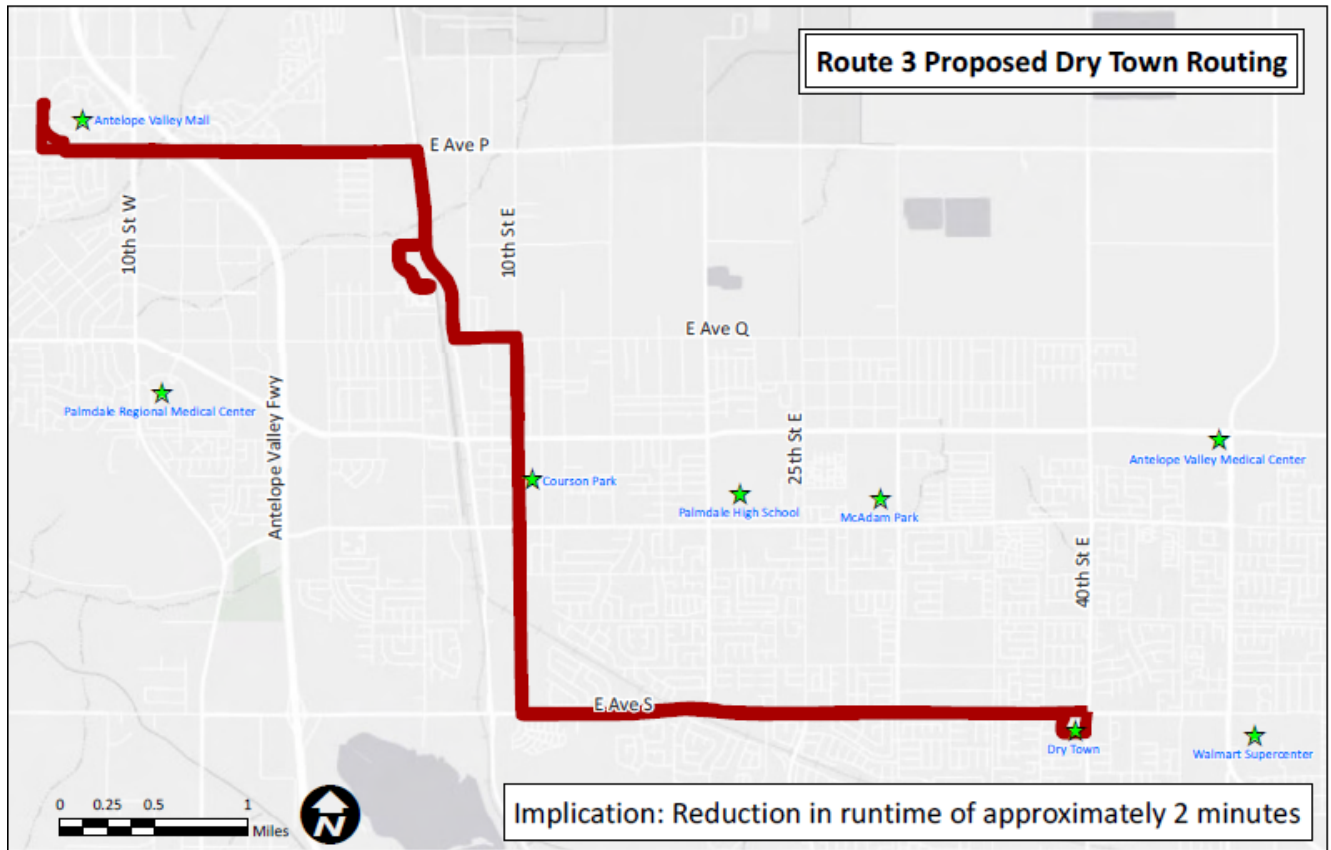 Route 3 Proposed Dry Town Routing
Antelope Valley Mall
E Ave P
10th St W
10th St E
E Ave Q
Palmdale Regional Medical Center
Antelope Valley Fwy
25th St E
Antelope Valley Medical Center
Courson Park
Palmdale High School
McAdam Park
40th St E
E Ave S
Dry Town
Walmart Supercenter
0 0.25 0.5 1
Miles
N
Implication: Reduction in runtime of approximately 2 minutes